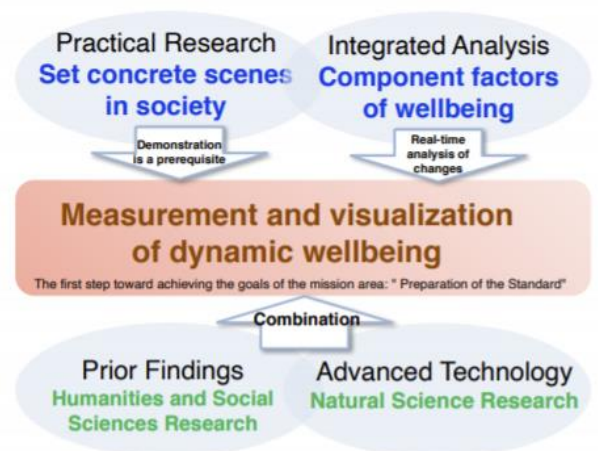 Practical Research
Set concrete scenes
in society
Integrated Analysis
Component factors
of wellbeing
Demonstration
is a prerequisite
Real-time
analysis of
changes
Measurement and visualization
of dynamic wellbeing
The first step toward achieving the goals of the mission area: " Preparation of the Standard"
Combination
Prior Findings
Humanities and Social
Sciences Research
Advanced Technology
Natural Science Research